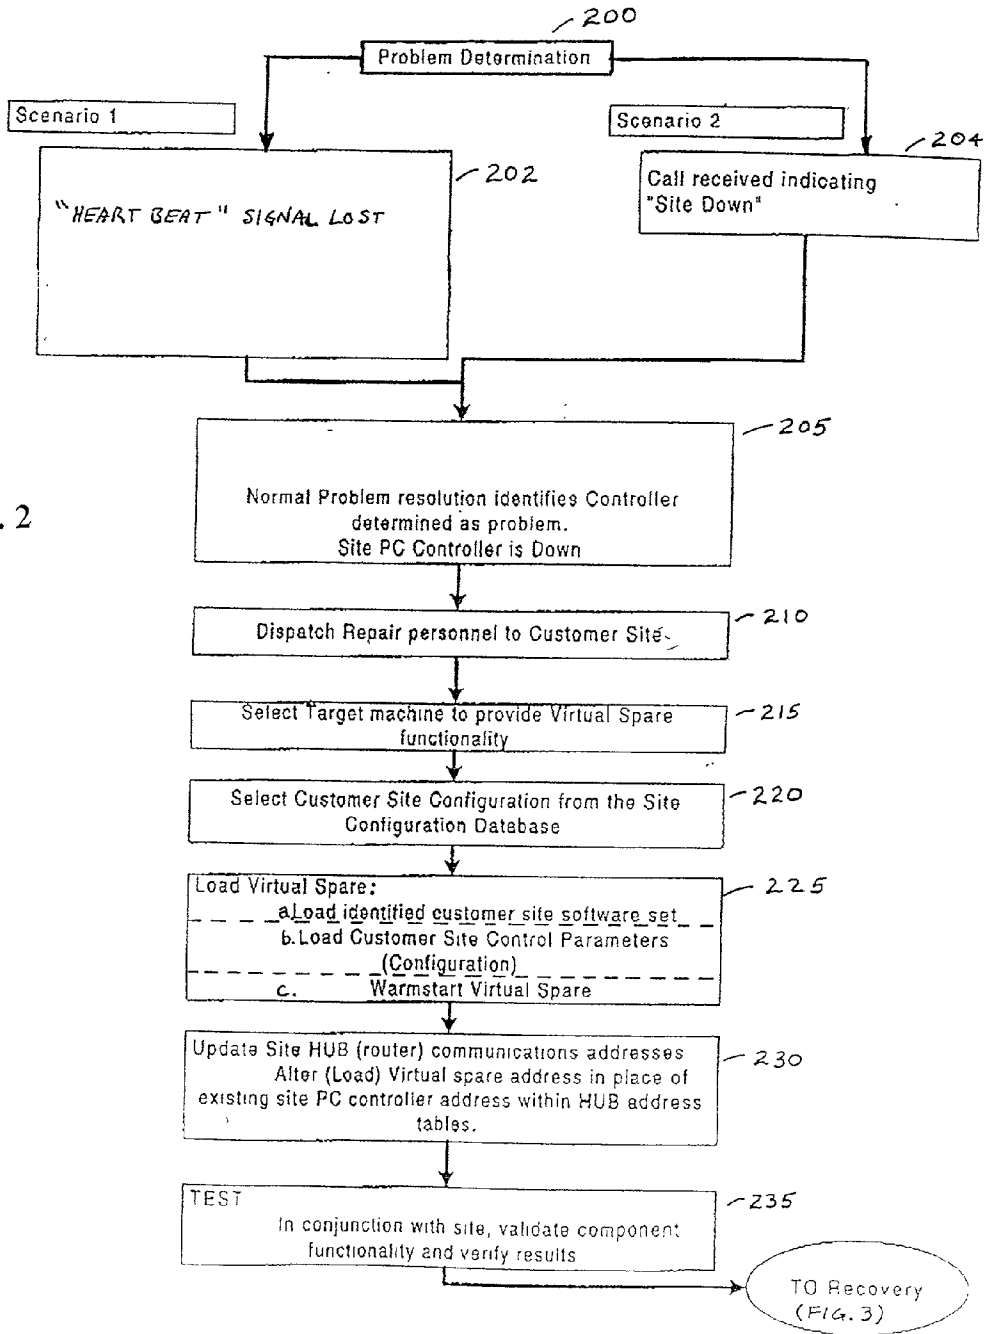 200
Problem Determination
Scenario 1
Scenario 2
202
204
"HEART BEAT" SIGNAL LOST
Call received indicating
"Site Down"
205
Normal Problem resolution identifies Controller
determined as problem.
Site PC Controller is Down
. 2
210
Dispatch Repair personnel to Customer Site
215
Select Target machine to provide Virtual Spare
functionality
220
Select Customer Site Configuration from the Site
Configuration Database
225
Load Virtual Spare:
a. Load identified customer site software set
b. Load Customer Site Control Parameters
(Configuration)
c. Warmstart Virtual Spare
230
Update Site HUB (router) communications addresses
Alter (Load) Virtual spare address in place of
existing site PC controller address within HUB address
tables.
235
TEST
In conjunction with site, validate component
functionality and verify results
TO Recovery
(FIG. 3)